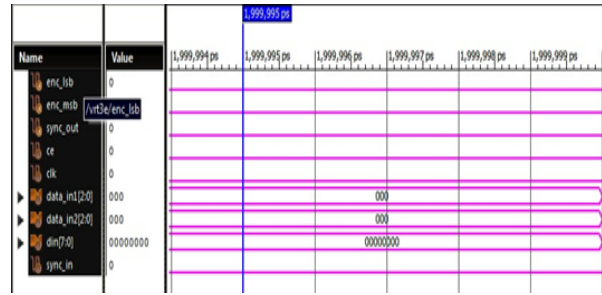 1,999,995 ps
Name Value 1,999,994 ps 1,999,995 ps 1,999,996 ps 1,999,997 ps 1,999,998 ps 1,999,999 ps
enc_lsb 0
enc_msb /vrt3e/enc_lsb
sync_out 0
ce 0
clk 0
data_in1[2:0] 000 000
data_in2[2:0] 000 000
din[7:0] 00000000 00000000
sync_in 0